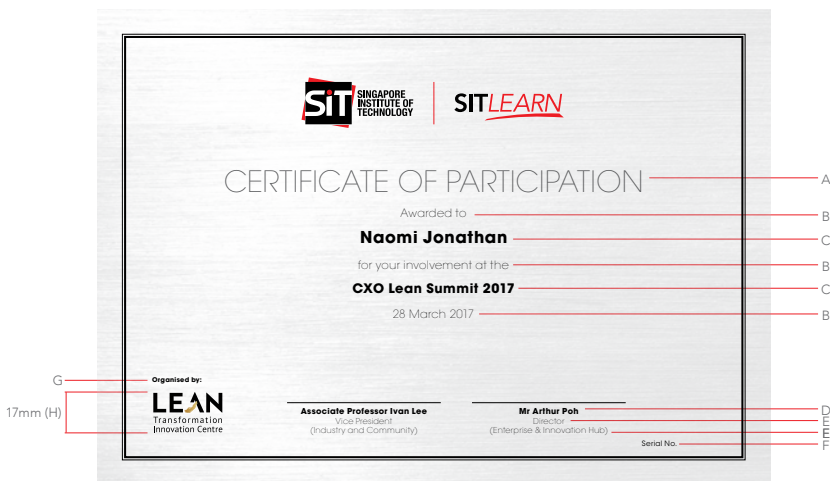 SiT
SINGAPORE
INSTITUTE OF
TECHNOLOGY
SITLEARN
CERTIFICATE OF PARTICIPATION
A
Awarded to
B
Naomi Jonathan
C
for your involvement at the
B
CXO Lean Summit 2017
C
28 March 2017
B
G
Organised by:
17mm (H)
LEAN
Transformation
Innovation Centre
Associate Professor Ivan Lee
Vice President
(Industry and Community)
Mr Arthur Poh
D
Director
E
(Enterprise & Innovation Hub)
E
Serial No.
F